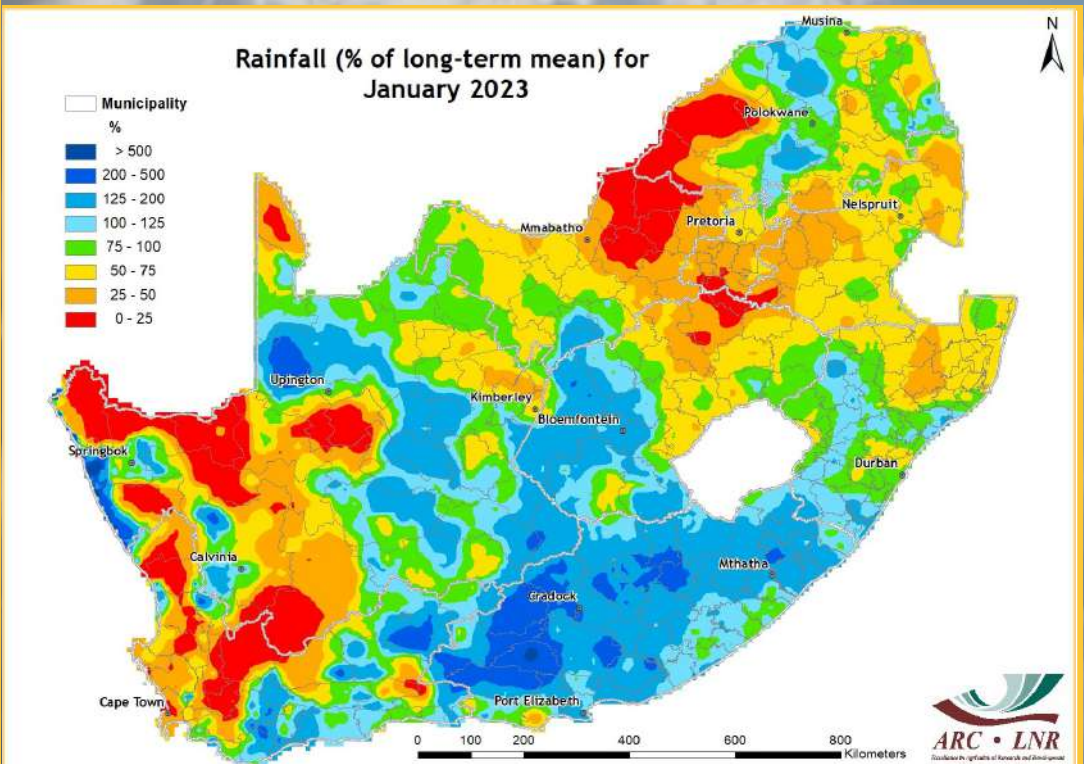 Rainfall (% of long-term mean) for
January 2023
Municipality
%
> 500
200 - 500
125 - 200
100 - 125
75 - 100
50 - 75
25 - 50
0 - 25
N
Musina
Polokwane
Nelspruit
Pretoria
Mmabatho
Upington
Kimberley
Bloemfontein
Springbok
Durban
Calvinia
Mthatha
Cradock
Cape Town
Port Elizabeth
0 100 200 400 600 800
Kilometers
ARC • LNR